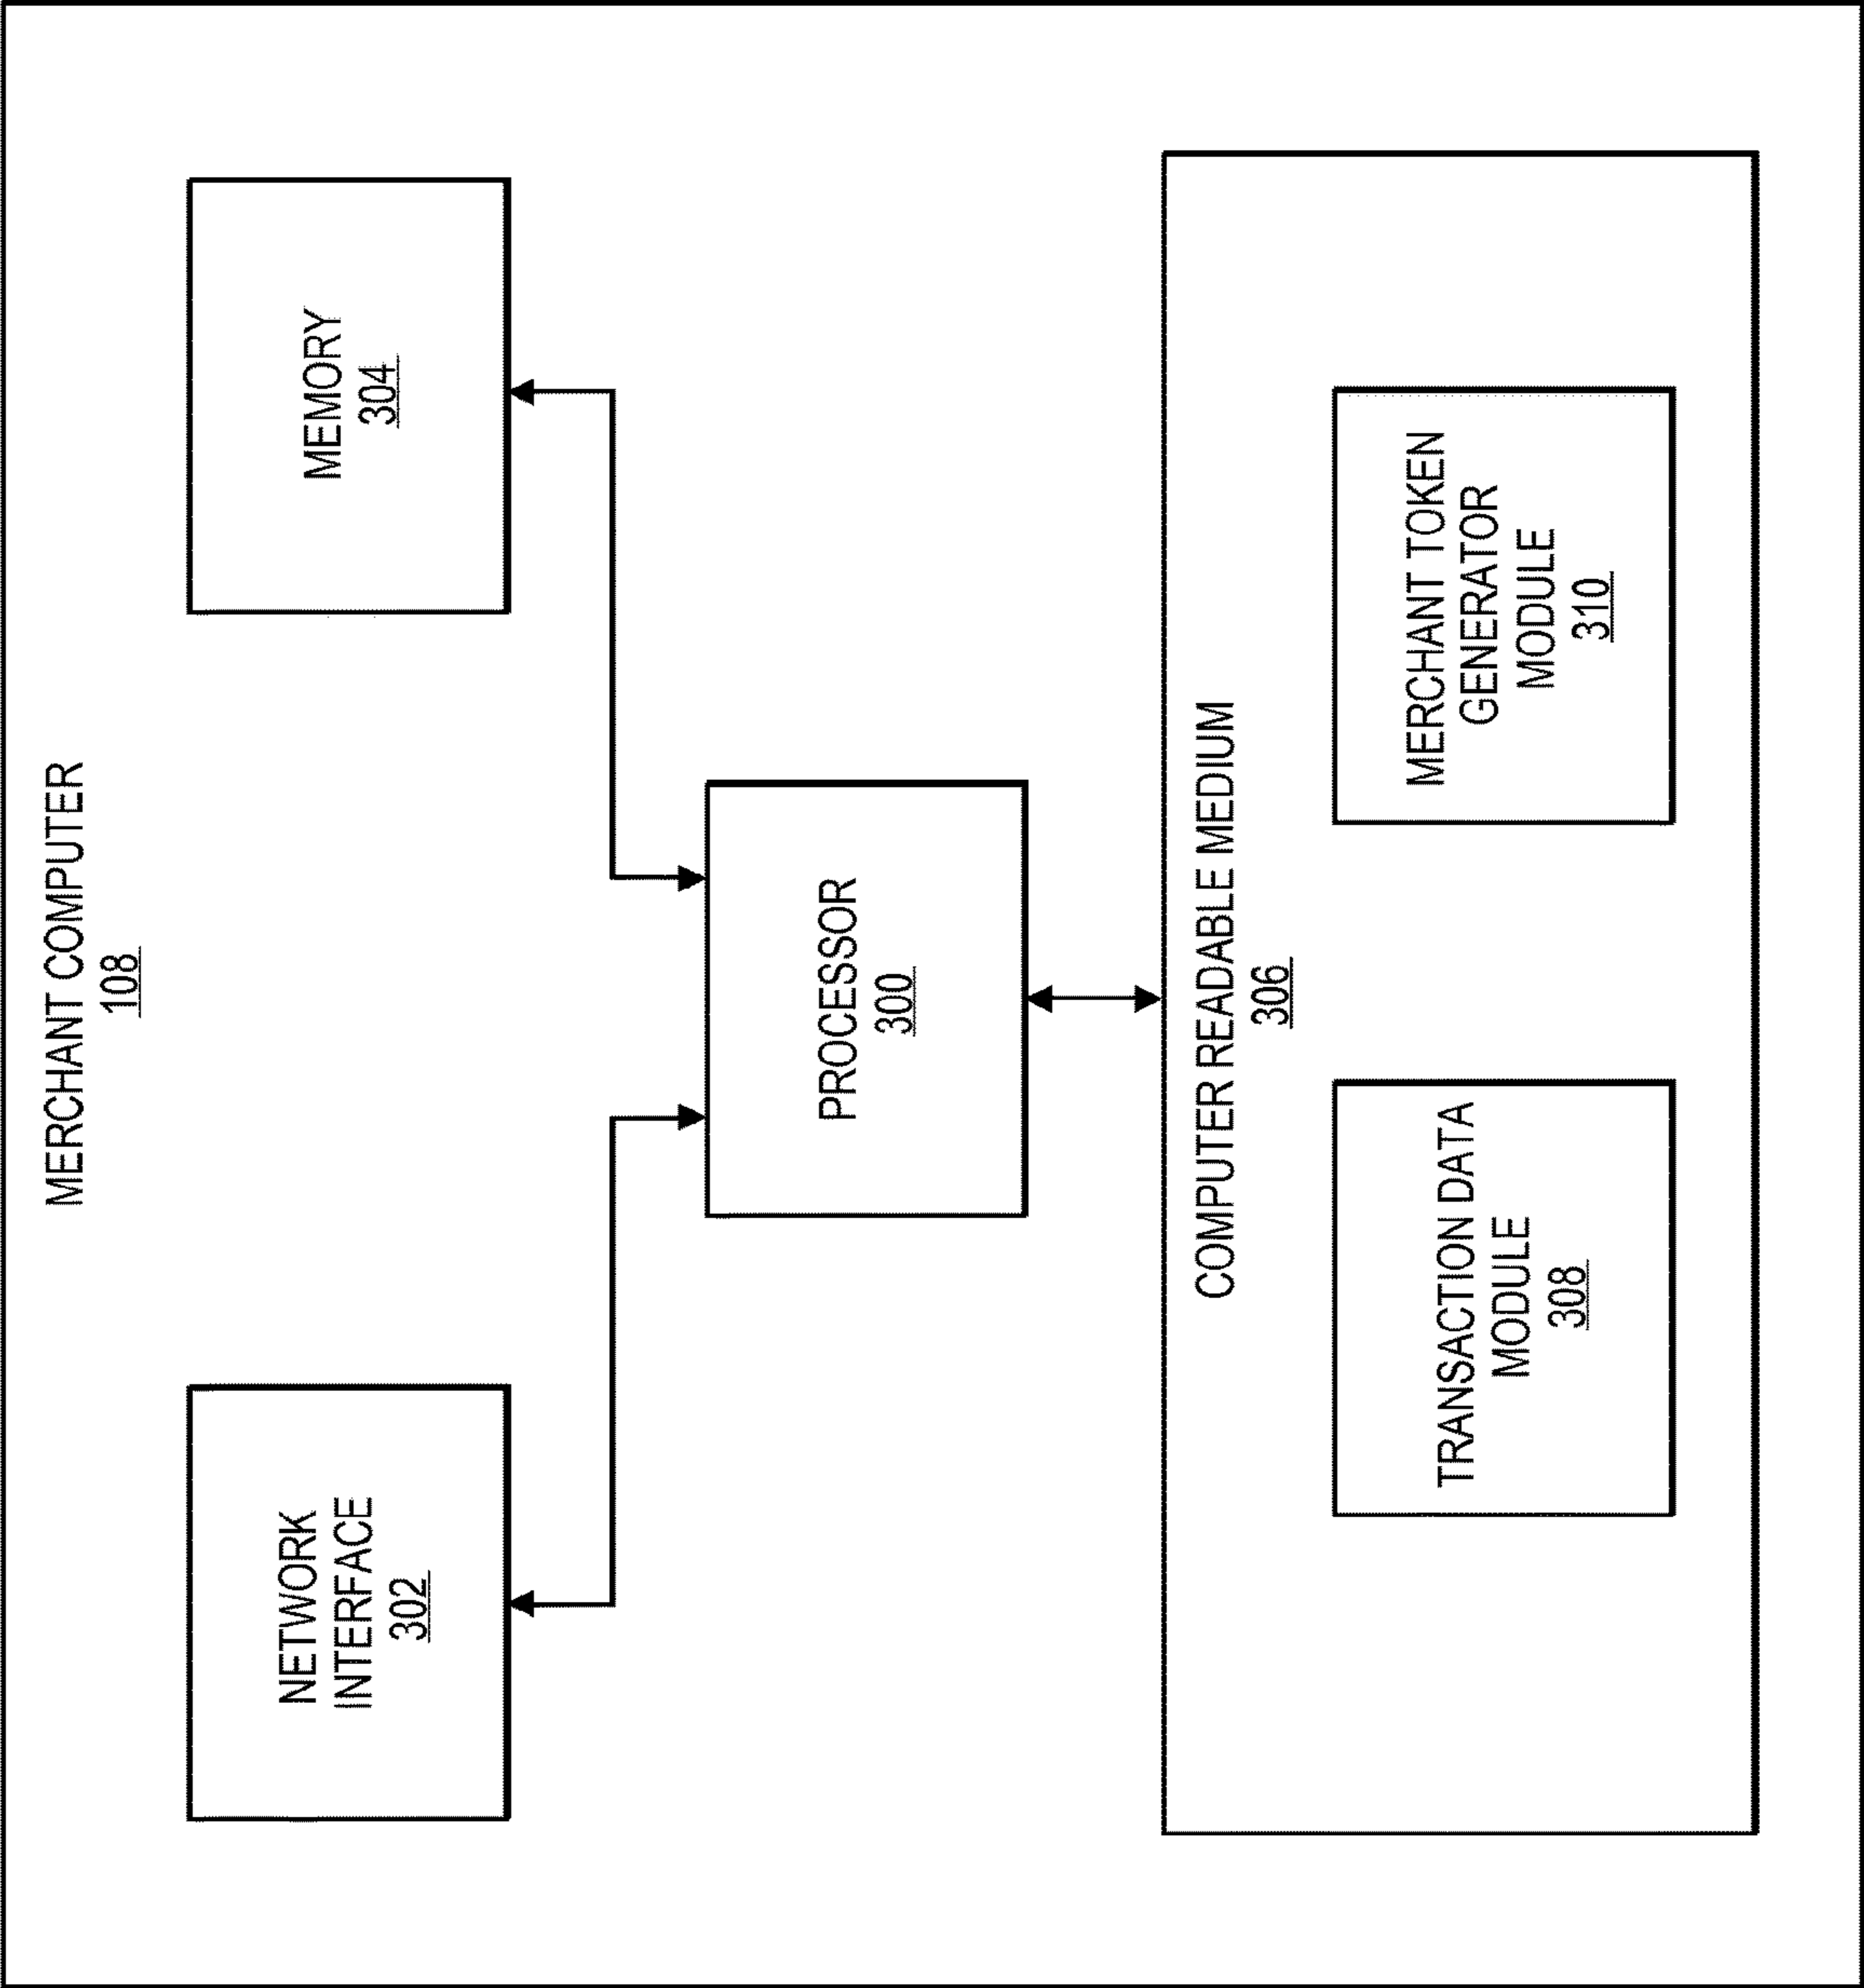 MERCHANT COMPUTER
108
NETWORK
INTERFACE
302
MEMORY
304
PROCESSOR
300
COMPUTER READABLE MEDIUM
306
TRANSACTION DATA
MODULE
308
MERCHANT TOKEN
GENERATOR
MODULE
310